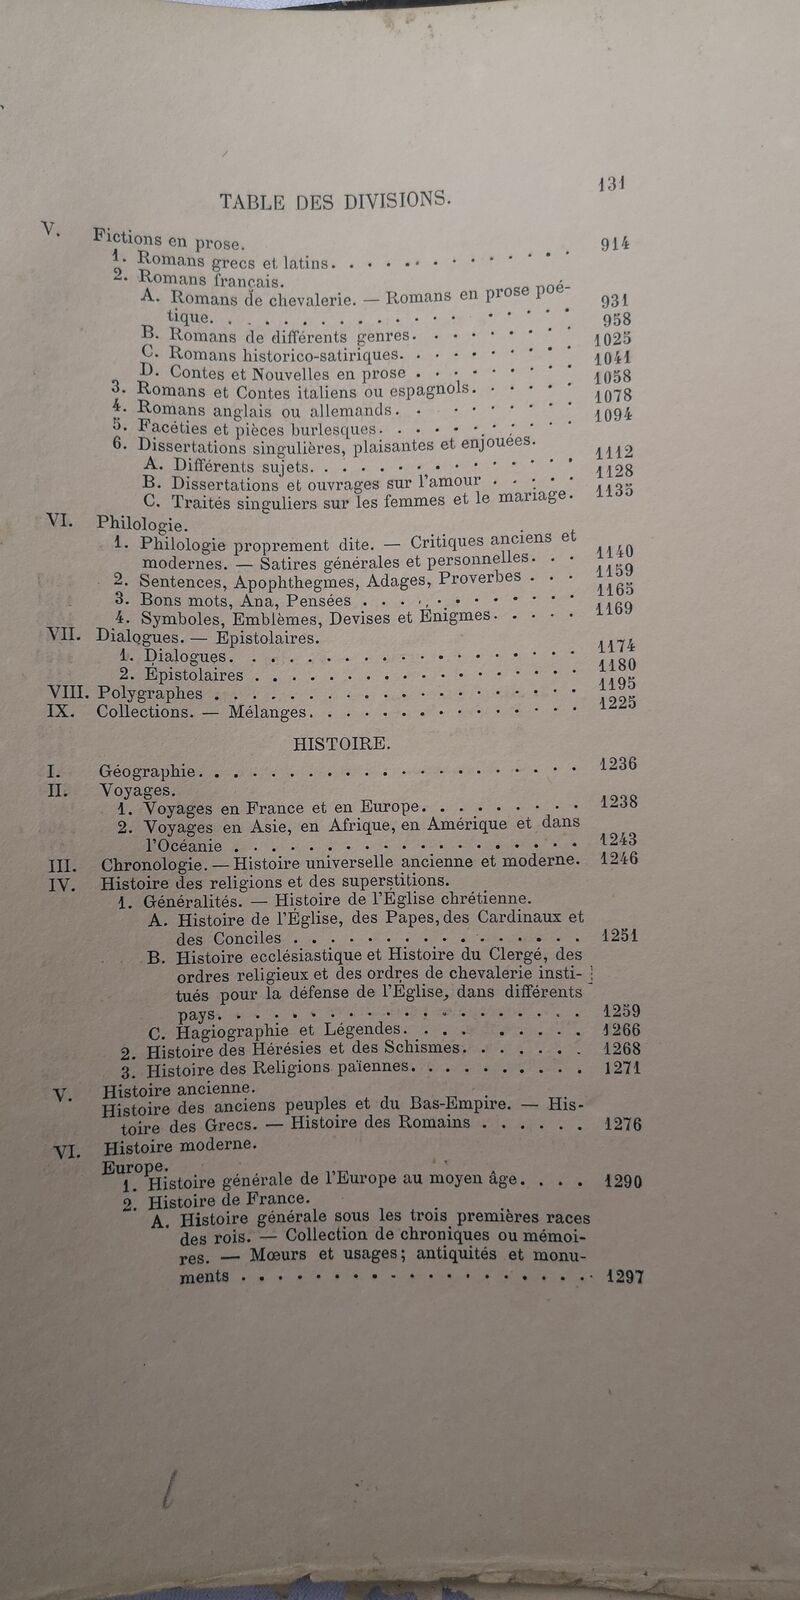 131
TABLE DES DIVISIONS.
V. Fictions en prose.
1. Romans grecs et latins. . . . . . . . . . . . . . 914
2. Romans français.
A. Romans de chevalerie. — Romans en prose poé-
tique. . . . . . . . . . . . . . . . . . . 931
B. Romans de différents genres. . . . . . . . . 958
C. Romans historico-satiriques. . . . . . . . . . 1025
D. Contes et Nouvelles en prose . . . . . . . . . 1041
3. Romans et Contes italiens ou espagnols. . . . . . 1058
4. Romans anglais ou allemands. . . . . . . . . . 1078
5. Facéties et pièces burlesques. . . . . . . . . . . 1094
6. Dissertations singulières, plaisantes et enjouées.
A. Différents sujets. . . . . . . . . . . . . . . 1112
B. Dissertations et ouvrages sur l'amour . . . . . 1128
C. Traités singuliers sur les femmes et le mariage. 1135
VI. Philologie.
1. Philologie proprement dite. — Critiques anciens et
modernes. — Satires générales et personnelles. . . 1140
2. Sentences, Apophthegmes, Adages, Proverbes . . . 1159
3. Bons mots, Ana, Pensées . . . . . . . . . . . . 1165
4. Symboles, Emblèmes, Devises et Énigmes. . . . . 1169
VII. Dialogues. — Epistolaires.
1. Dialogues. . . . . . . . . . . . . . . . . . . 1174
2. Épistolaires . . . . . . . . . . . . . . . . . . 1180
VIII. Polygraphes . . . . . . . . . . . . . . . . . . . . 1195
IX. Collections. — Mélanges. . . . . . . . . . . . . . . 1225
HISTOIRE.
I. Géographie. . . . . . . . . . . . . . . . . . . . . 1236
II. Voyages.
1. Voyages en France et en Europe. . . . . . . . . 1238
2. Voyages en Asie, en Afrique, en Amérique et dans
l'Océanie . . . . . . . . . . . . . . . . . . . 1243
III. Chronologie. — Histoire universelle ancienne et moderne. 1246
IV. Histoire des religions et des superstitions.
1. Généralités. — Histoire de l'Église chrétienne.
A. Histoire de l'Église, des Papes, des Cardinaux et
des Conciles . . . . . . . . . . . . . . . . 1251
B. Histoire ecclésiastique et Histoire du Clergé, des
ordres religieux et des ordres de chevalerie insti-
tués pour la défense de l'Église, dans différents
pays. . . . . . . . . . . . . . . . . . . . 1259
C. Hagiographie et Légendes. . . . . . . . . . 1266
2. Histoire des Hérésies et des Schismes. . . . . . . 1268
3. Histoire des Religions païennes. . . . . . . . . . 1271
V. Histoire ancienne.
Histoire des anciens peuples et du Bas-Empire. — His-
toire des Grecs. — Histoire des Romains . . . . . . 1276
VI. Histoire moderne.
Europe.
1. Histoire générale de l'Europe au moyen âge. . . . 1290
2. Histoire de France.
A. Histoire générale sous les trois premières races
des rois. — Collection de chroniques ou mémoi-
res. — Mœurs et usages; antiquités et monu-
ments . . . . . . . . . . . . . . . . . . . 1297